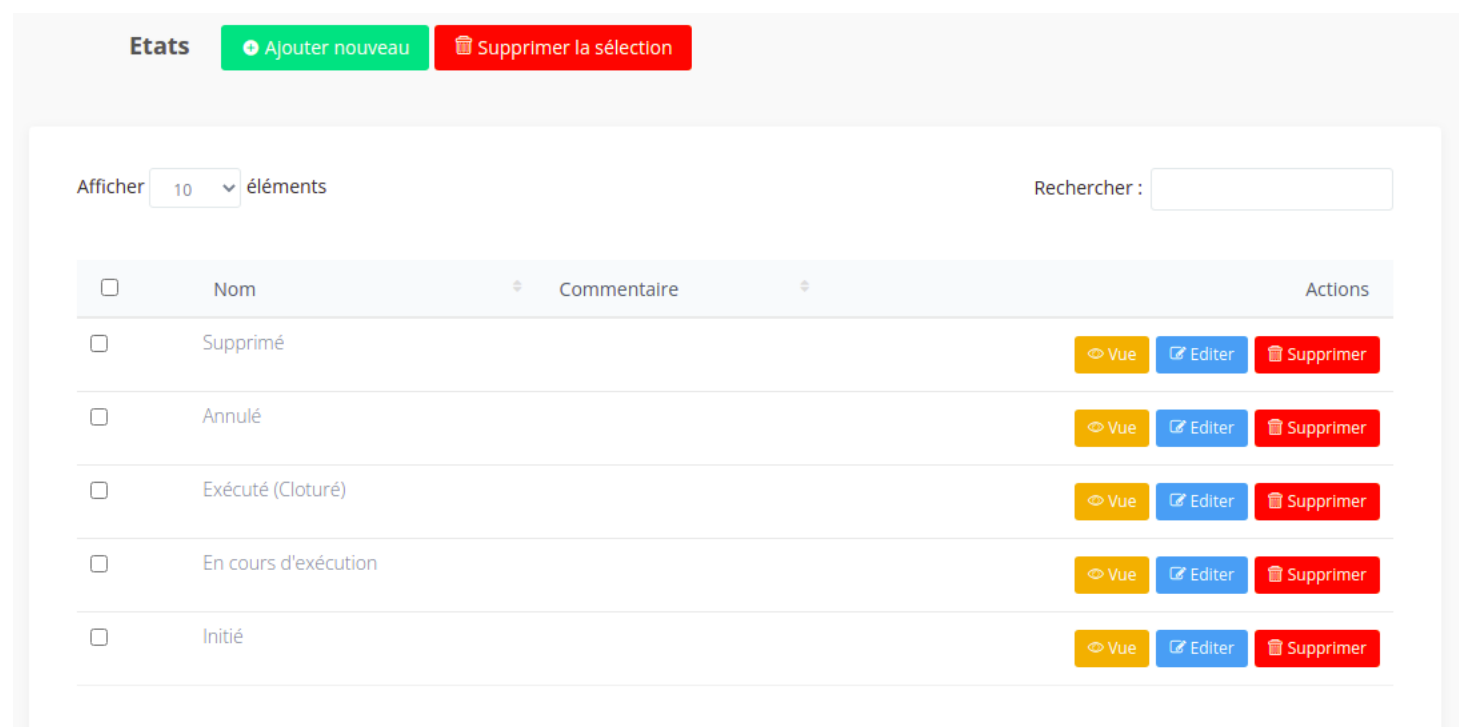 Etats Ajouter nouveau Supprimer la sélection
Afficher 10 éléments Rechercher :
Nom Commentaire Actions
Supprimé Vue Editer Supprimer
Annulé Vue Editer Supprimer
Exécuté (Cloturé) Vue Editer Supprimer
En cours d'exécution Vue Editer Supprimer
Initié Vue Editer Supprimer